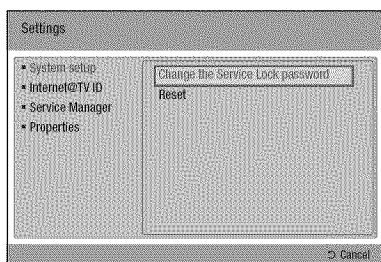 Settings
▪ System setup
▪ Internet@TV ID
▪ Service Manager
▪ Properties
Change the Service Lock password
Reset
⮌ Cancel